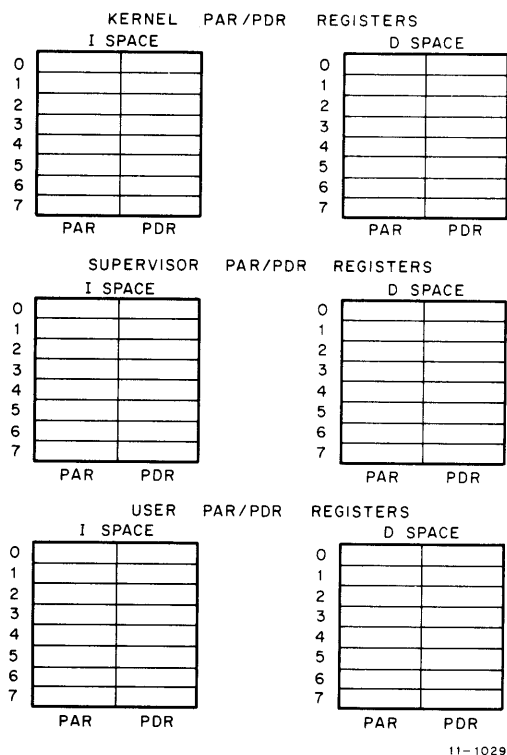 KERNEL PAR/PDR REGISTERS
I SPACE D SPACE
0 0
1 1
2 2
3 3
4 4
5 5
6 6
7 7
PAR PDR PAR PDR
SUPERVISOR PAR/PDR REGISTERS
I SPACE D SPACE
0 0
1 1
2 2
3 3
4 4
5 5
6 6
7 7
PAR PDR PAR PDR
USER PAR/PDR REGISTERS
I SPACE D SPACE
0 0
1 1
2 2
3 3
4 4
5 5
6 6
7 7
PAR PDR PAR PDR
11-1029